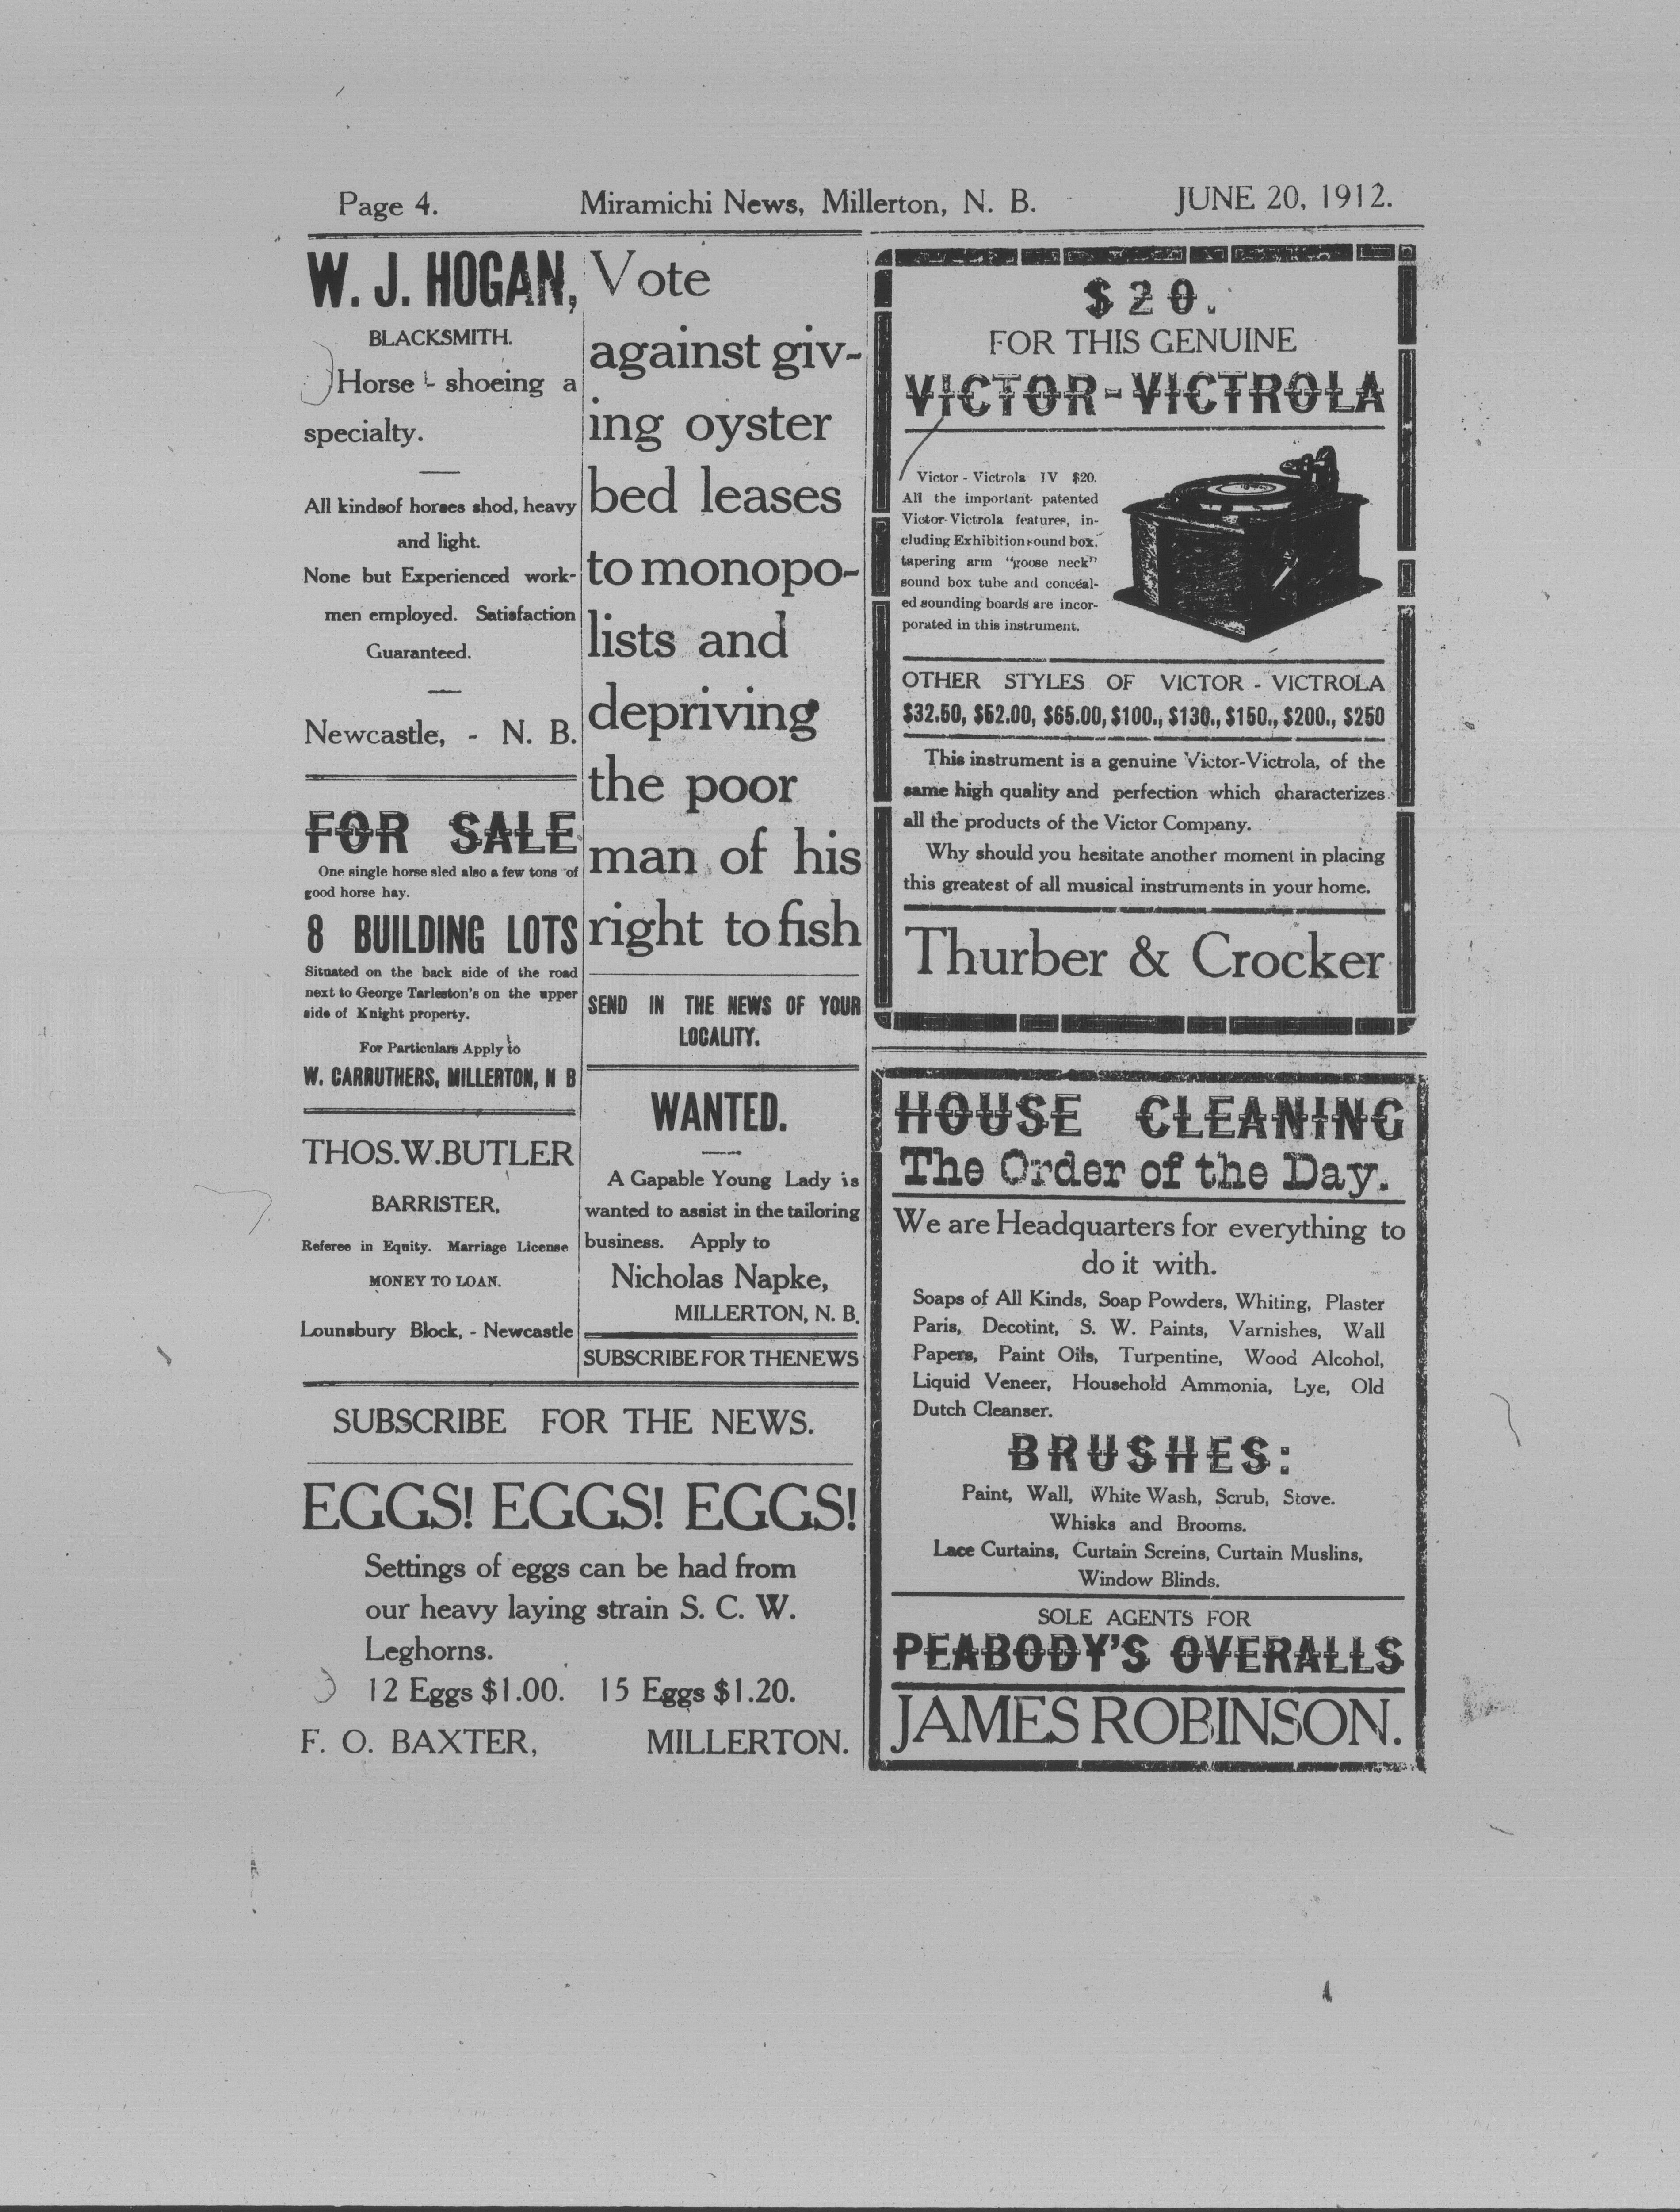 Page 4.
Miramichi News, Millerton, N. B.
JUNE 20, 1912.
W. J. HOGAN,
BLACKSMITH.
Horse - shoeing a
specialty.
All kindsof horses shod, heavy
and light.
None but Experienced work-
men employed. Satisfaction
Guaranteed.
Newcastle, - N. B.
FOR SALE
One single horse sled also a few tons of
good horse hay.
8 BUILDING LOTS
Situated on the back side of the road
next to George Tarleston's on the upper
side of Knight property.
For Particulars Apply to
W. CARRUTHERS, MILLERTON, N B
THOS. W. BUTLER
BARRISTER,
Referee in Equity. Marriage License
MONEY TO LOAN.
Lounsbury Block, - Newcastle
Vote
against giv-
ing oyster
bed leases
to monopo-
lists and
depriving
the poor
man of his
right to fish
SEND IN THE NEWS OF YOUR
LOCALITY.
WANTED.
A Gapable Young Lady is
wanted to assist in the tailoring
business. Apply to
Nicholas Napke,
MILLERTON, N. B.
SUBSCRIBE FOR THENEWS
SUBSCRIBE FOR THE NEWS.
EGGS! EGGS! EGGS!
Settings of eggs can be had from
our heavy laying strain S. C. W.
Leghorns.
12 Eggs $1.00. 15 Eggs $1.20.
F. O. BAXTER, MILLERTON.
$20.
FOR THIS GENUINE
VICTOR-VICTROLA
Victor - Victrola IV $20.
All the important patented
Victor-Victrola features, in-
cluding Exhibition sound box,
tapering arm "goose neck"
sound box tube and conceal-
ed sounding boards are incor-
porated in this instrument.
OTHER STYLES OF VICTOR - VICTROLA
$32.50, $52.00, $65.00, $100., $130., $150., $200., $250
This instrument is a genuine Victor-Victrola, of the
same high quality and perfection which characterizes
all the products of the Victor Company.
Why should you hesitate another moment in placing
this greatest of all musical instruments in your home.
Thurber & Crocker
HOUSE CLEANING
The Order of the Day.
We are Headquarters for everything to
do it with.
Soaps of All Kinds, Soap Powders, Whiting, Plaster
Paris, Decotint, S. W. Paints, Varnishes, Wall
Papers, Paint Oils, Turpentine, Wood Alcohol,
Liquid Veneer, Household Ammonia, Lye, Old
Dutch Cleanser.
BRUSHES:
Paint, Wall, White Wash, Scrub, Stove.
Whisks and Brooms.
Lace Curtains, Curtain Screins, Curtain Muslins,
Window Blinds.
SOLE AGENTS FOR
PEABODY'S OVERALLS
JAMES ROBINSON.